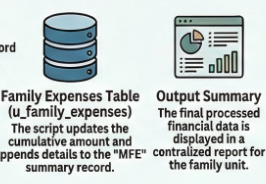 ord
Family Expenses Table
(u_family_expenses)
The script updates the
cumulative amount and
ppends details to the "MFE"
summary record.
Output Summary
The final processed
financial data is
displayed in a
contralized report for
the family unit.